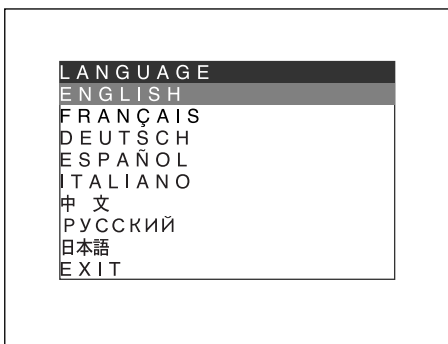 LANGUAGE
ENGLISH
FRANÇAIS
DEUTSCH
ESPAÑOL
ITALIANO
中 文
РУССКИЙ
日本語
EXIT